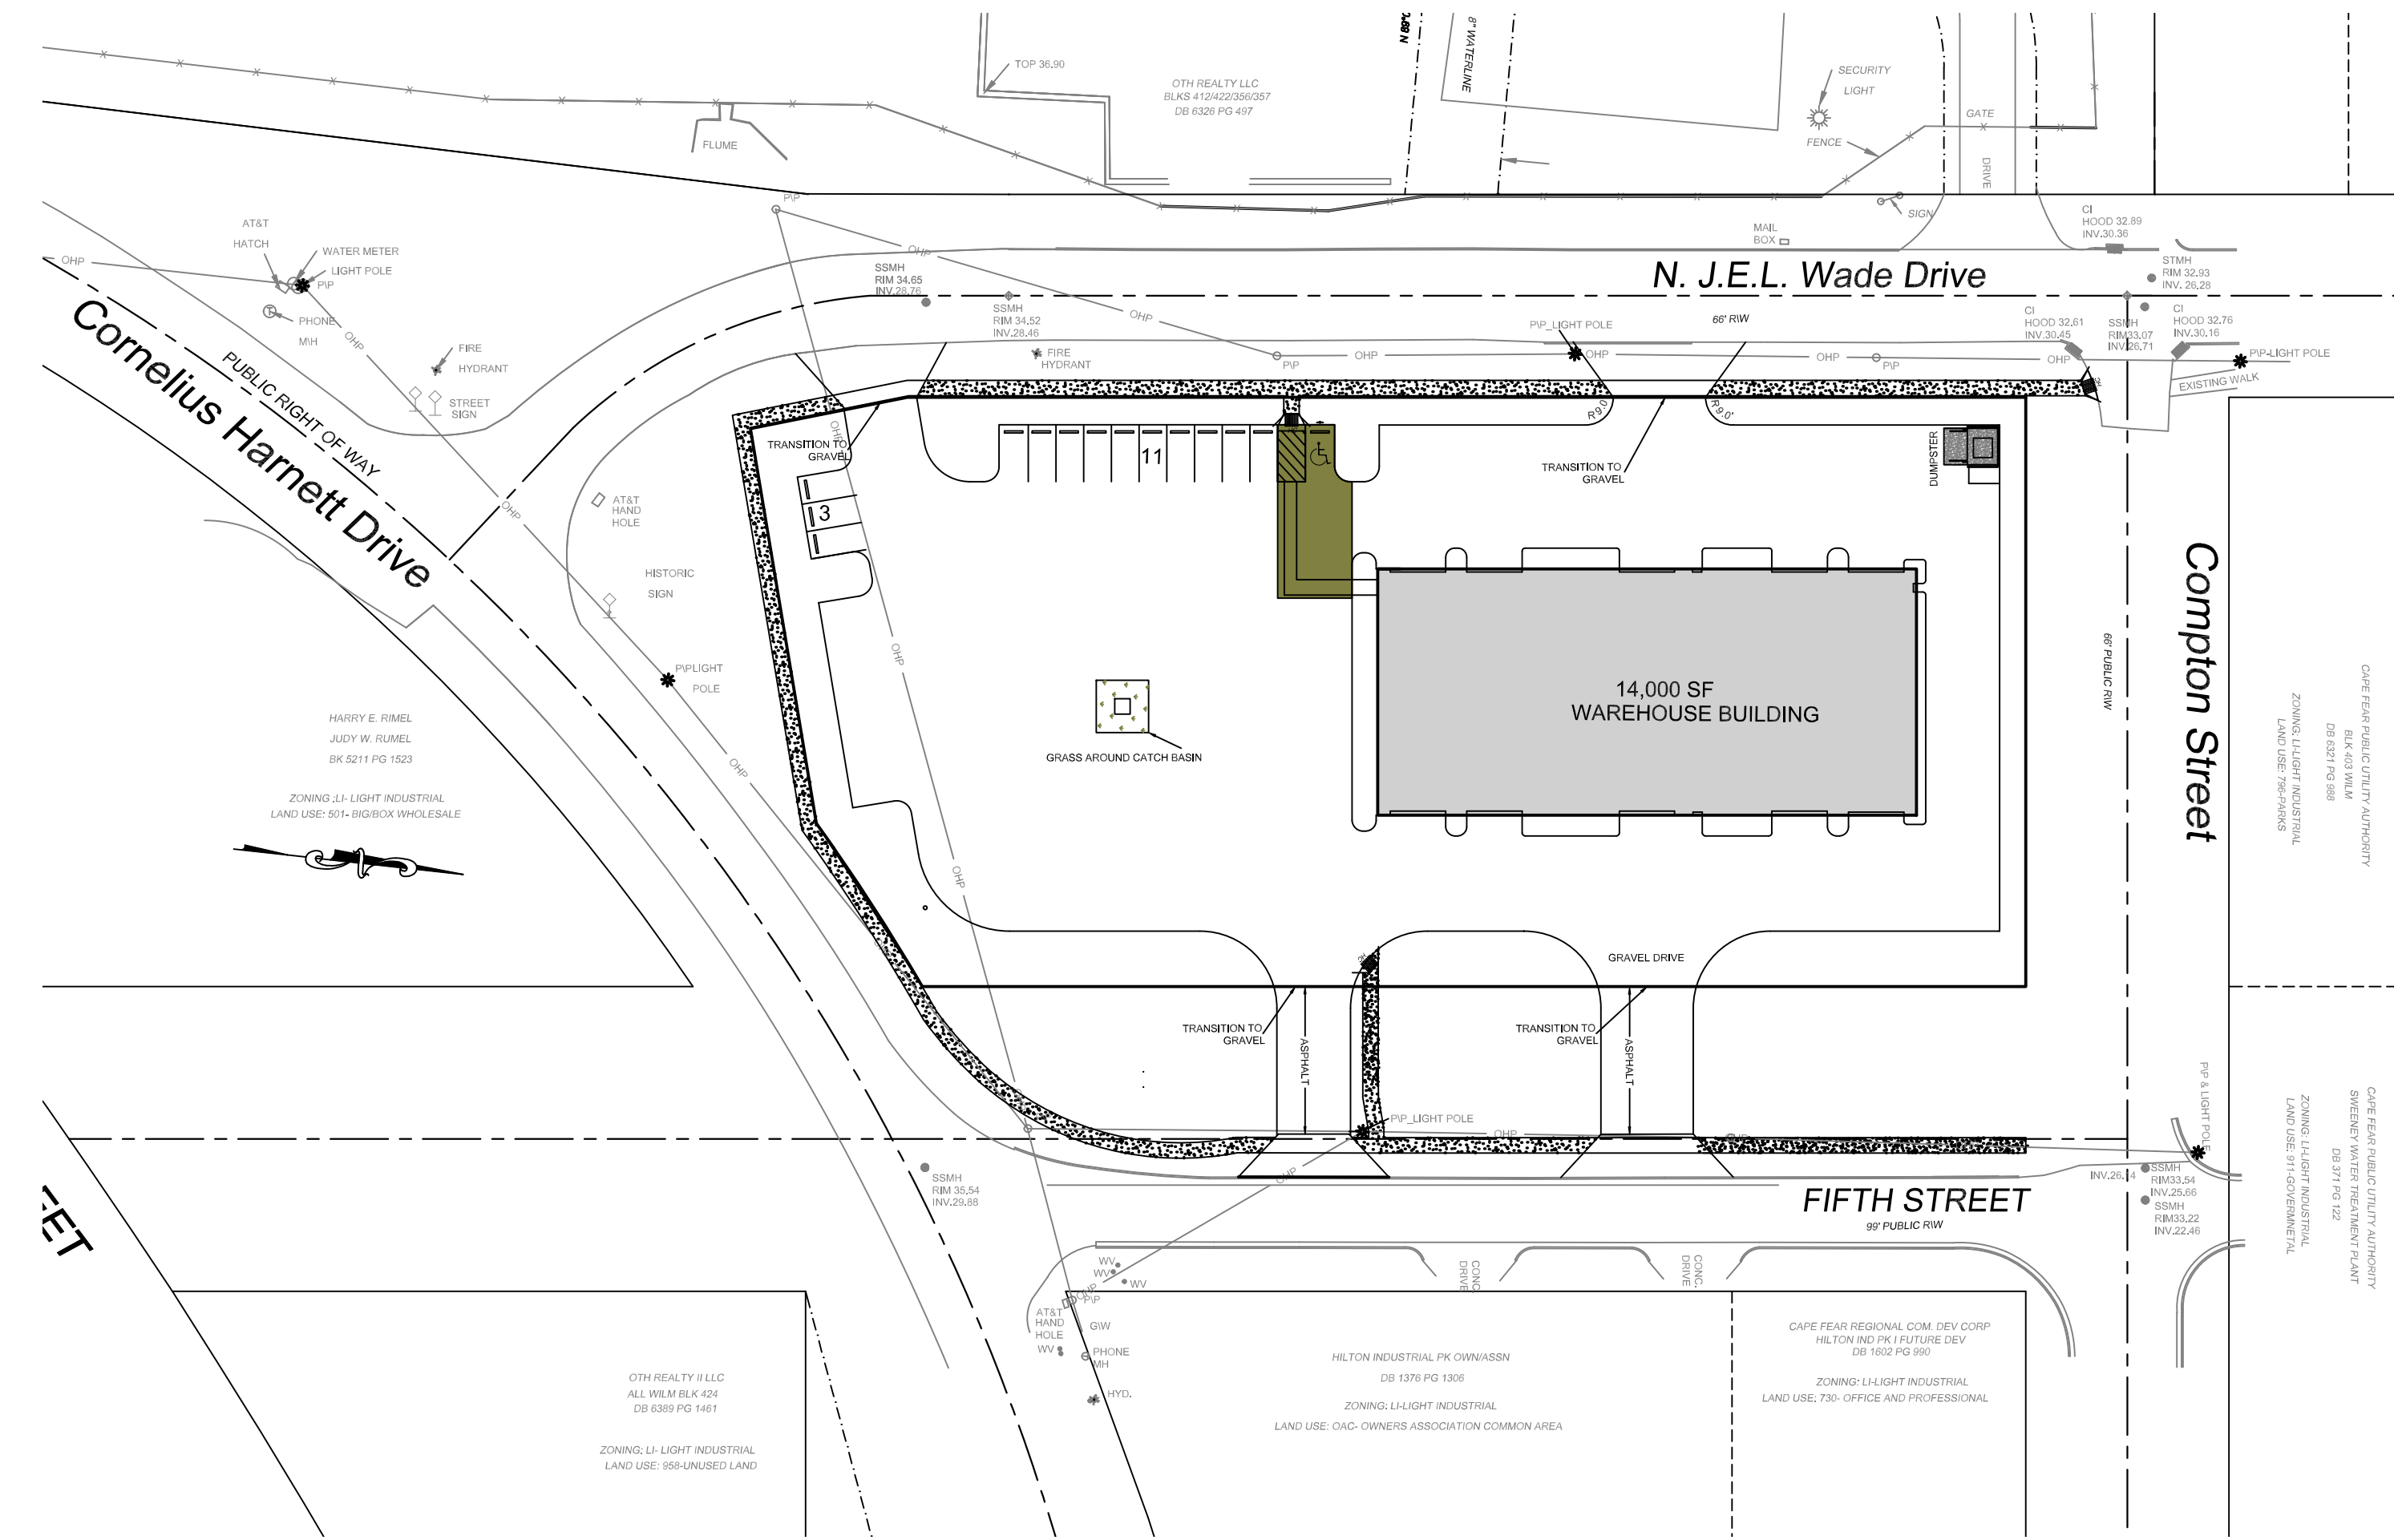 TOP 36.90
OTH REALTY LLC
BLKS 412/422/356/357
DB 6326 PG 497
8" WATERLINE
SECURITY
LIGHT
GATE
FENCE
DRIVE
FLUME
P\P
SIGN
MAIL
BOX
CI
HOOD 32.89
INV.30.36
AT&T
HATCH
WATER METER
LIGHT POLE
P\P
PHONE
M\H
OHP
OHP
OHP
SSMH
RIM 34.65
INV.28.76
SSMH
RIM 34.52
INV.28.46
N. J.E.L. Wade Drive
66' R\W
STMH
RIM 32.93
INV. 26.28
CI
HOOD 32.61
INV.30.45
SSMH
RIM33.07
INV.26.71
CI
HOOD 32.76
INV.30.16
P\P-LIGHT POLE
EXISTING WALK
FIRE
HYDRANT
STREET
SIGN
FIRE
HYDRANT
OHP
P\P
OHP
P\P_LIGHT POLE
OHP
OHP
P\P
OHP
Cornelius Harnett Drive
PUBLIC RIGHT OF WAY
OHP
OHP
TRANSITION TO
GRAVEL
11
3
R9.0'
R9.0'
TRANSITION TO
GRAVEL
DUMPSTER
AT&T
HAND
HOLE
HISTORIC
SIGN
P\PLIGHT
POLE
OHP
OHP
OHP
14,000 SF
WAREHOUSE BUILDING
GRASS AROUND CATCH BASIN
Compton Street
66' PUBLIC R\W
CAPE FEAR PUBLIC UTILITY AUTHORITY
BLK 403 WILM
DB 6321 PG 988
ZONING: LI-LIGHT INDUSTRIAL
LAND USE: 796-PARKS
HARRY E. RIMEL
JUDY W. RUMEL
BK 5211 PG 1523
ZONING ;LI- LIGHT INDUSTRIAL
LAND USE: 501- BIG/BOX WHOLESALE
GRAVEL DRIVE
TRANSITION TO
GRAVEL
ASPHALT
TRANSITION TO
GRAVEL
ASPHALT
P\P_LIGHT POLE
OHP
OHP
P\P & LIGHT POLE
SSMH
RIM 35.54
INV.29.88
FIFTH STREET
99' PUBLIC R\W
SSMH
RIM33.54
INV.25.66
SSMH
RIM33.22
INV.22.46
CAPE FEAR PUBLIC UTILITY AUTHORITY
SWEENEY WATER TREATMENT PLANT
DB 371 PG 122
ZONING: LI-LIGHT INDUSTRIAL
LAND USE: 911-GOVERMNETAL
WV
WV
WV
OHP
P\P
AT&T
HAND
HOLE
G\W
WV
PHONE
MH
HYD.
CONC.
DRIVE
CONC.
DRIVE
OTH REALTY II LLC
ALL WILM BLK 424
DB 6389 PG 1461
ZONING: LI- LIGHT INDUSTRIAL
LAND USE: 958-UNUSED LAND
HILTON INDUSTRIAL PK OWN/ASSN
DB 1376 PG 1306
ZONING: LI-LIGHT INDUSTRIAL
LAND USE: OAC- OWNERS ASSOCIATION COMMON AREA
CAPE FEAR REGIONAL COM. DEV CORP
HILTON IND PK I FUTURE DEV
DB 1602 PG 990
ZONING: LI-LIGHT INDUSTRIAL
LAND USE: 730- OFFICE AND PROFESSIONAL